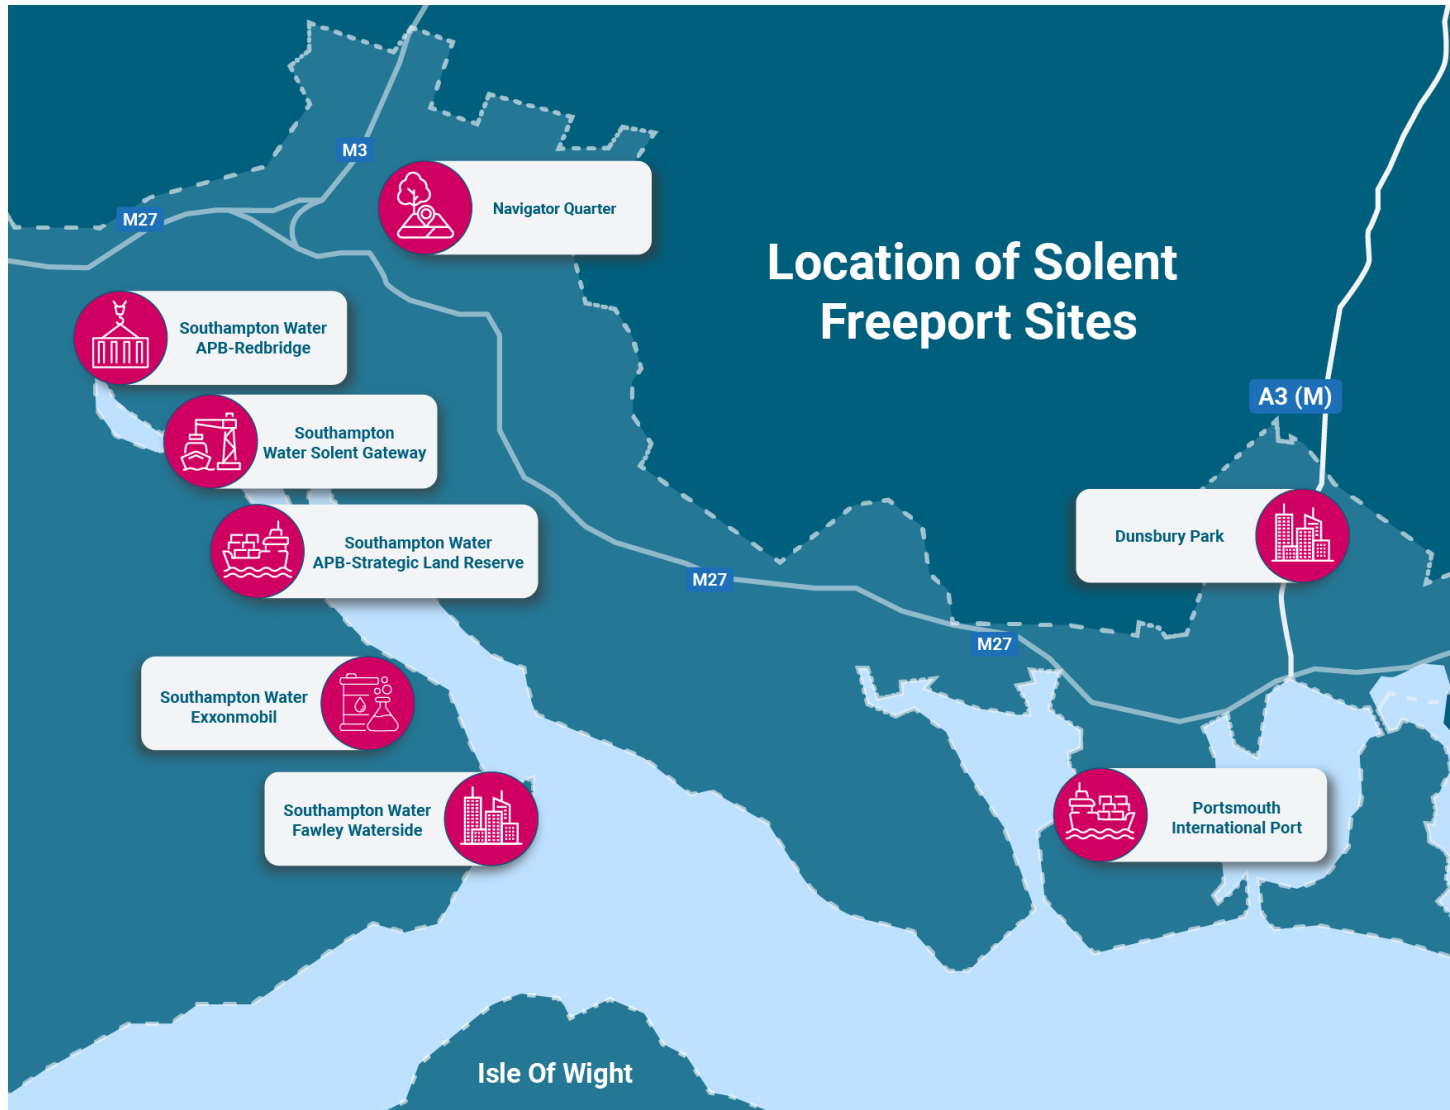 M3
Navigator Quarter
M27
Location of Solent
Freeport Sites
Southampton Water
APB-Redbridge
A3 (M)
Southampton
Water Solent Gateway
Southampton Water
APB-Strategic Land Reserve
Dunsbury Park
M27
M27
Southampton Water
Exxonmobil
Southampton Water
Fawley Waterside
Portsmouth
International Port
Isle Of Wight